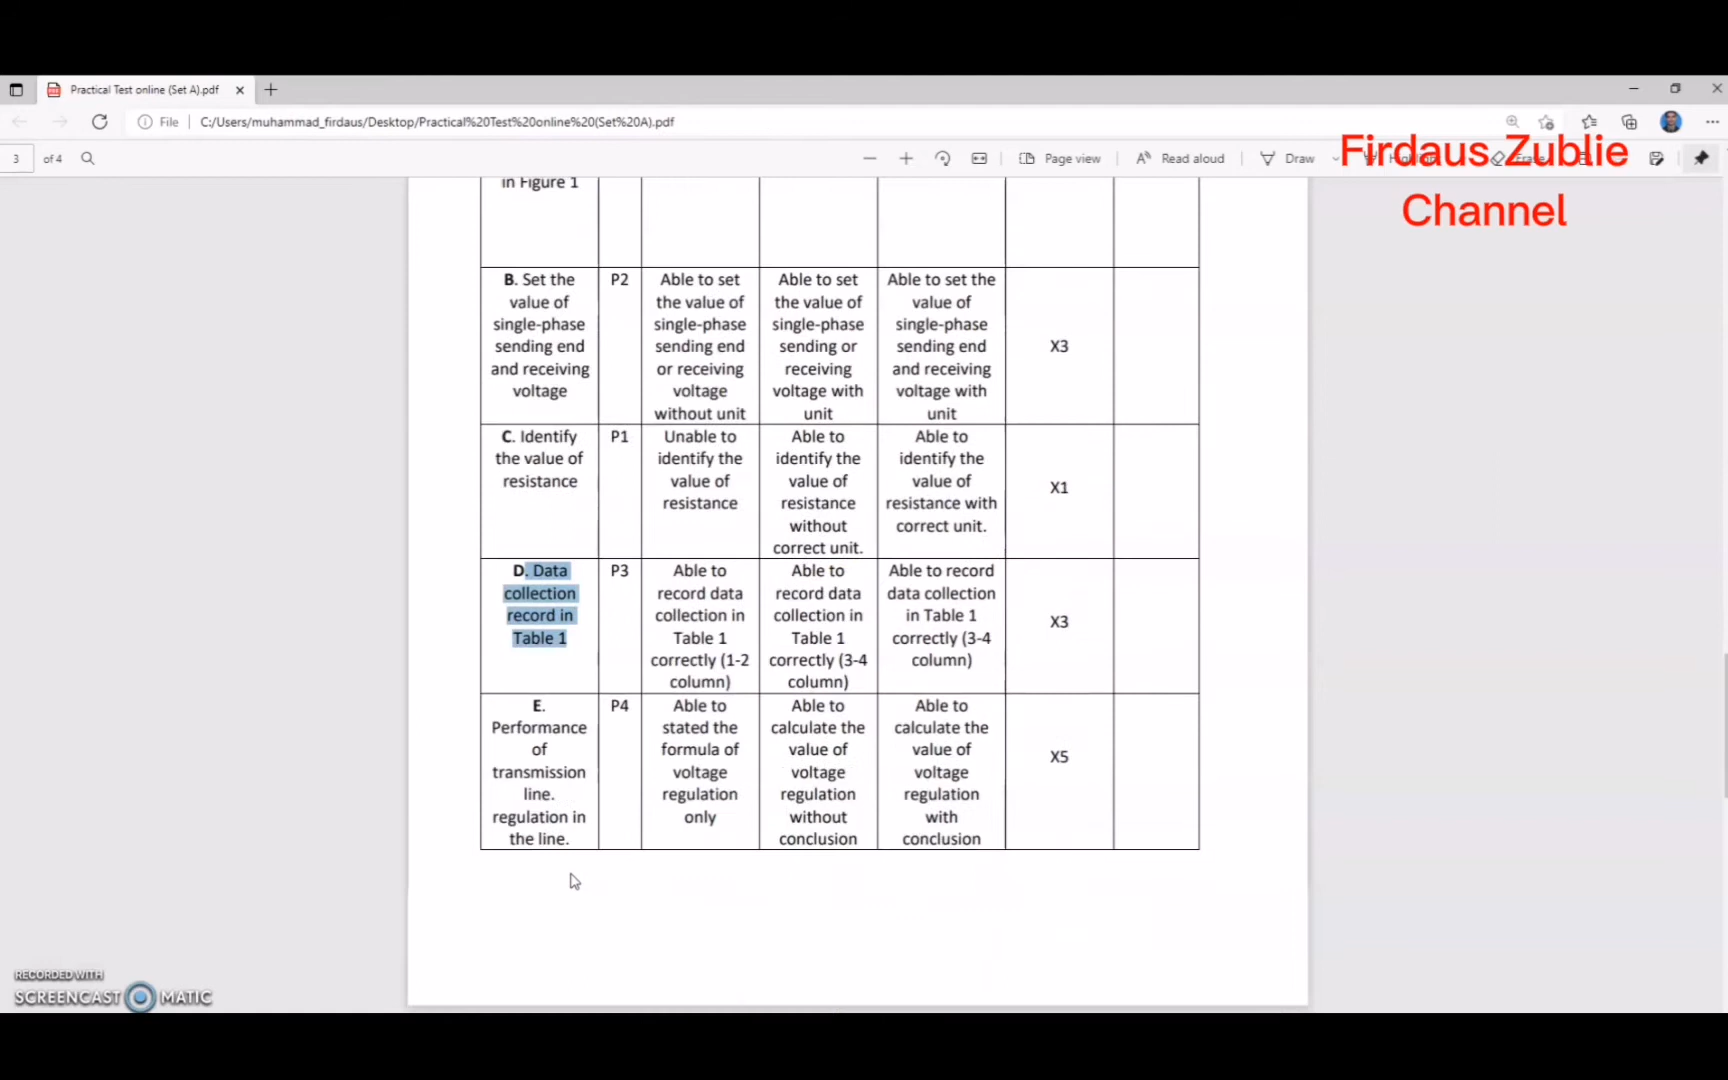 Practical Test online (Set A).pdf
File
C:/Users/muhammad_firdaus/Desktop/Practical%20Test%20online%20(Set%20A).pdf
3 of 4
Page view
Read aloud
Draw
Firdaus Zublie
Channel
in Figure 1
B. Set the
value of
single-phase
sending end
and receiving
voltage
P2
Able to set
the value of
single-phase
sending end
or receiving
voltage
without unit
Able to set
the value of
single-phase
sending or
receiving
voltage with
unit
Able to set the
value of
single-phase
sending end
and receiving
voltage with
unit
X3
C. Identify
the value of
resistance
P1
Unable to
identify the
value of
resistance
Able to
identify the
value of
resistance
without
correct unit.
Able to
identify the
value of
resistance with
correct unit.
X1
D. Data
collection
record in
Table 1
P3
Able to
record data
collection in
Table 1
correctly (1-2
column)
Able to
record data
collection in
Table 1
correctly (3-4
column)
Able to record
data collection
in Table 1
correctly (3-4
column)
X3
E.
Performance
of
transmission
line.
regulation in
the line.
P4
Able to
stated the
formula of
voltage
regulation
only
Able to
calculate the
value of
voltage
regulation
without
conclusion
Able to
calculate the
value of
voltage
regulation
with
conclusion
X5
RECORDED WITH
SCREENCAST MATIC